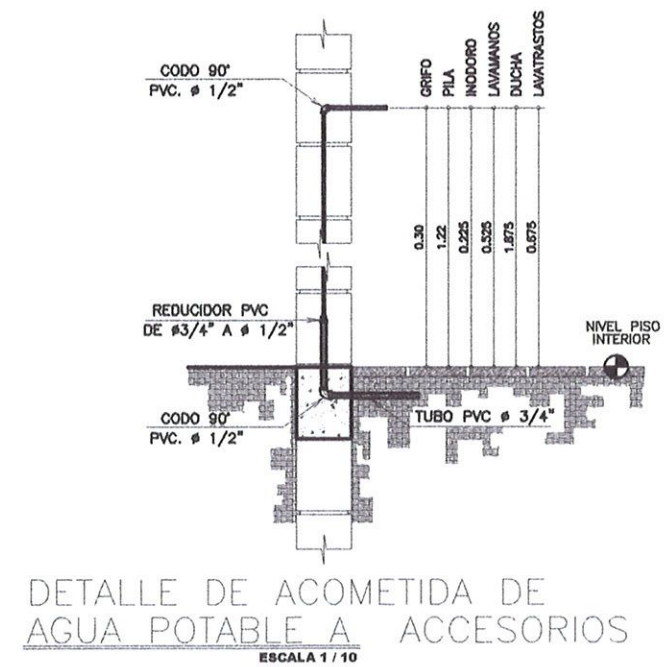 CODO 90°
PVC. ø 1/2"
GRIFO
PILA
INODORO
LAVAMANOS
DUCHA
LAVATRASTOS
0.30
1.22
0.225
0.525
1.875
0.675
REDUCIDOR PVC
DE ø3/4" A ø 1/2"
NIVEL PISO
INTERIOR
CODO 90°
PVC. ø 1/2"
TUBO PVC ø 3/4"
DETALLE DE ACOMETIDA DE
AGUA POTABLE A ACCESORIOS
ESCALA 1 / 10